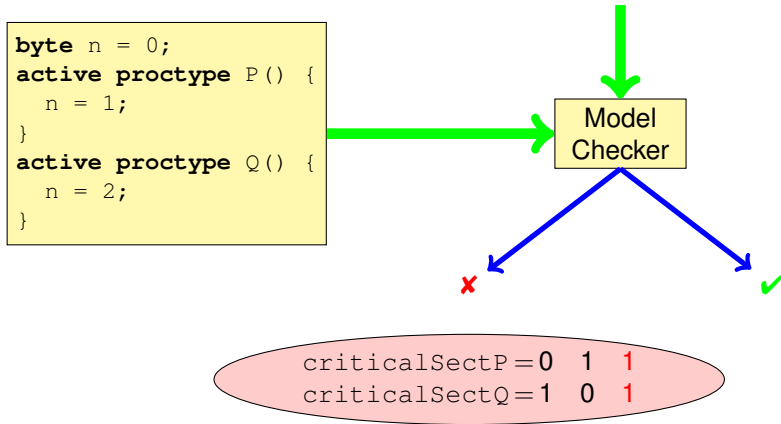 byte n = 0;
active proctype P() {
  n = 1;
}
active proctype Q() {
  n = 2;
}
Model
Checker
✘ ✔
criticalSectP = 0 1 1
criticalSectQ = 1 0 1